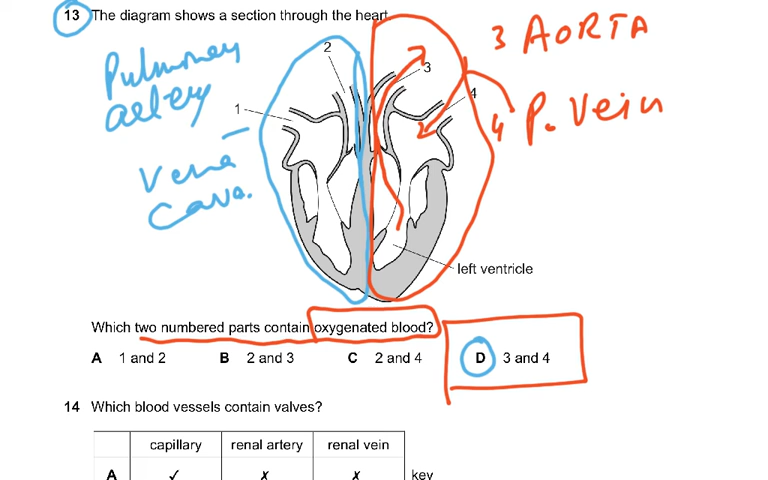 13 The diagram shows a section through the heart.
Pulmonary
artery
Vena
Cava.
1
2
3
4
3 AORTA
4 P. Vein
left ventricle
Which two numbered parts contain oxygenated blood?
A 1 and 2 B 2 and 3 C 2 and 4 D 3 and 4
14 Which blood vessels contain valves?
capillary renal artery renal vein
A ✓ ✗ ✗ key